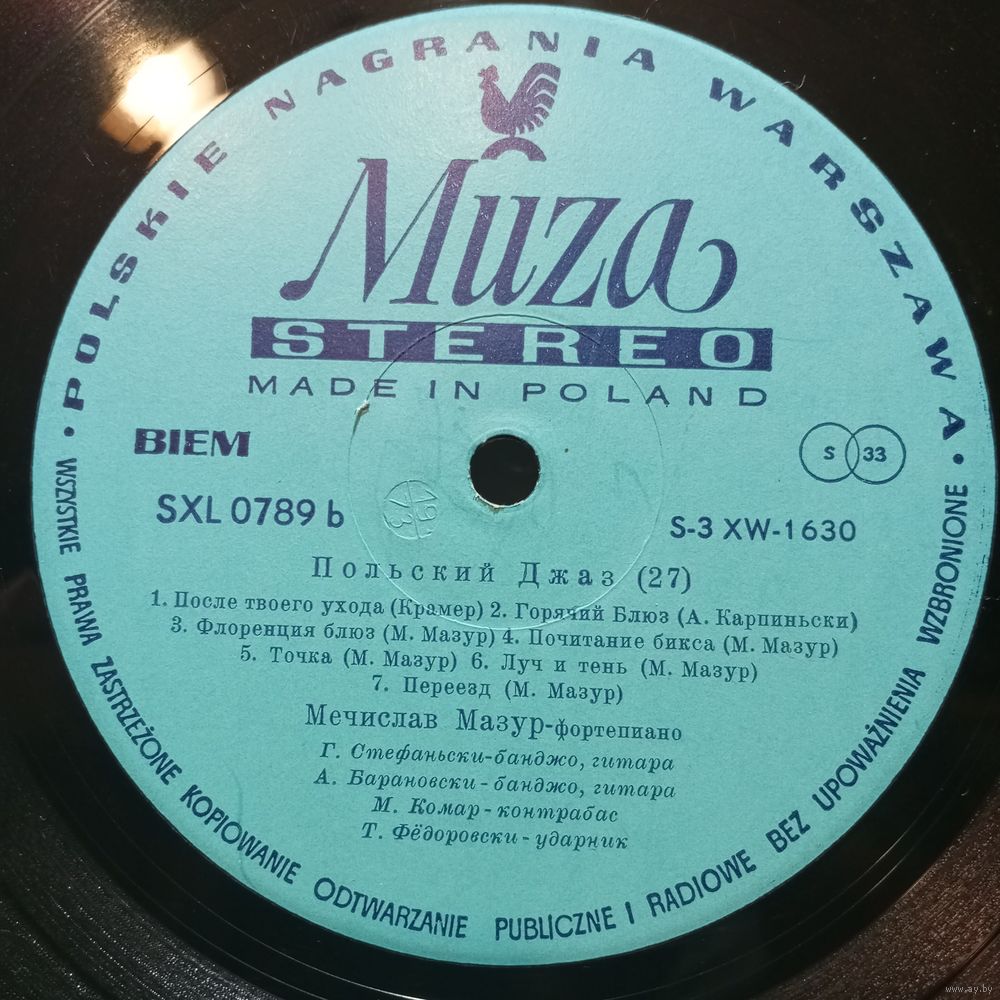 POLSKIE NAGRANIA WARSZAWA
Muza
STEREO
MADE IN POLAND
BIEM
S 33
SXL 0789 b
S-3 XW-1630
Польский Джаз (27)
1. После твоего ухода (Крамер) 2. Горячий Блюз (А. Карпиньски)
3. Флоренция блюз (М. Мазур) 4. Почитание бикса (М. Мазур)
5. Точка (М. Мазур) 6. Луч и тень (М. Мазур)
7. Переезд (М. Мазур)
Мечислав Мазур-фортепиано
Г. Стефаньски-банджо, гитара
А. Барановски-банджо, гитара
М. Комар-контрабас
Т. Фёдоровски-ударник
• WSZYSTKIE PRAWA ZASTRZEŻONE KOPIOWANIE ODTWARZANIE PUBLICZNE I RADIOWE BEZ UPOWAŻNIENIA WZBRONIONE •
www.ay.by